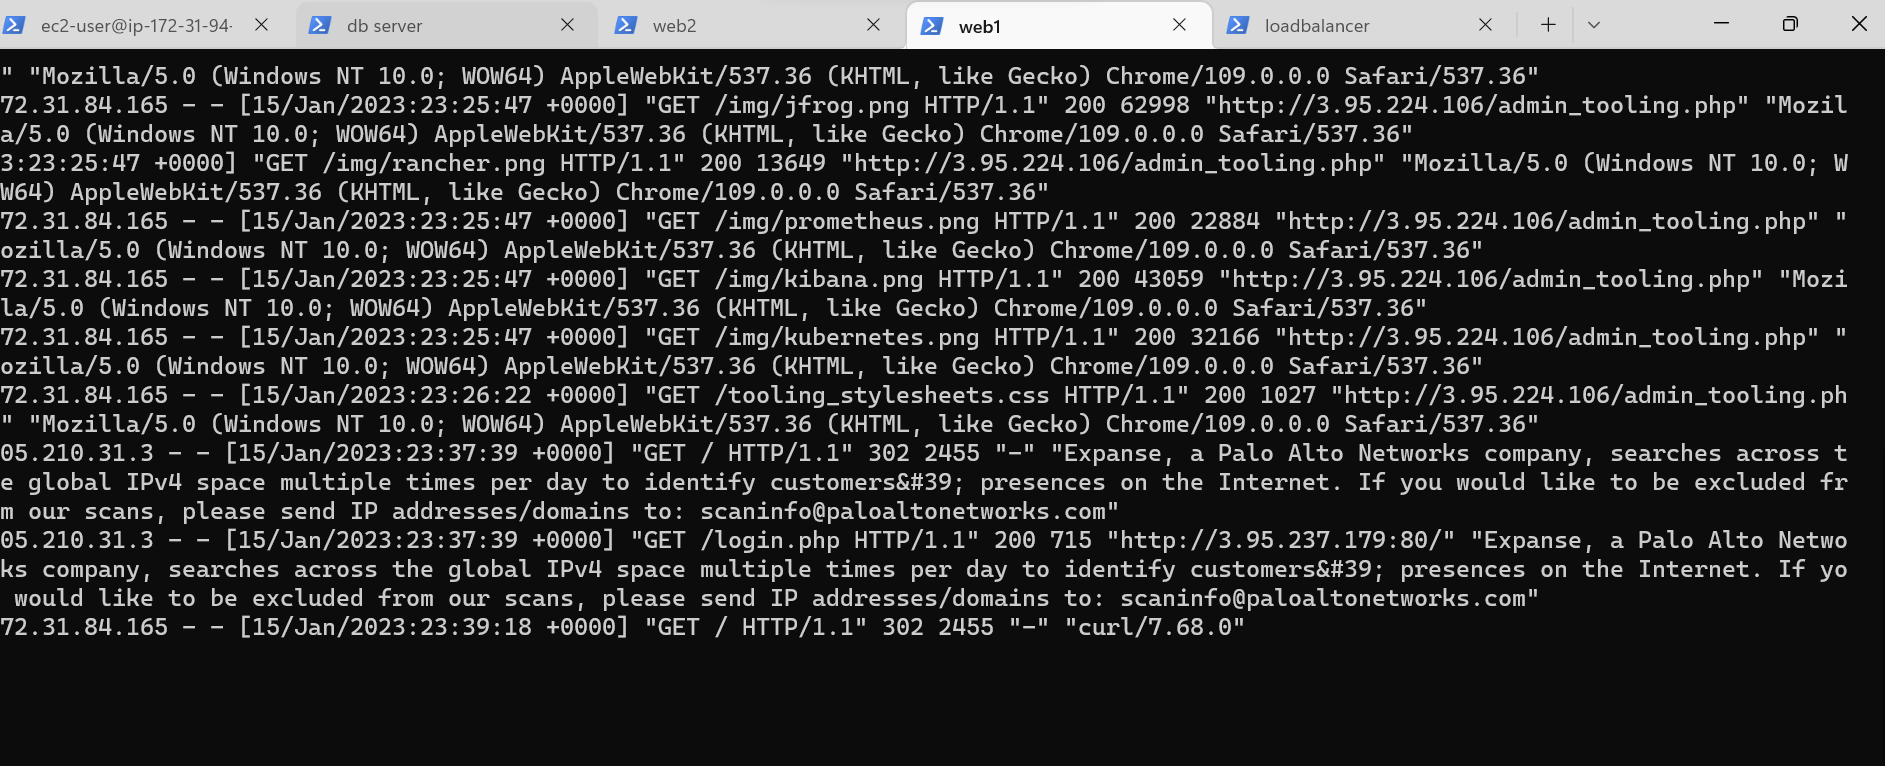 ec2-user@ip-172-31-94- db server web2 web1 loadbalancer
" "Mozilla/5.0 (Windows NT 10.0; WOW64) AppleWebKit/537.36 (KHTML, like Gecko) Chrome/109.0.0.0 Safari/537.36"
72.31.84.165 - - [15/Jan/2023:23:25:47 +0000] "GET /img/jfrog.png HTTP/1.1" 200 62998 "http://3.95.224.106/admin_tooling.php" "Mozil
a/5.0 (Windows NT 10.0; WOW64) AppleWebKit/537.36 (KHTML, like Gecko) Chrome/109.0.0.0 Safari/537.36"
3:23:25:47 +0000] "GET /img/rancher.png HTTP/1.1" 200 13649 "http://3.95.224.106/admin_tooling.php" "Mozilla/5.0 (Windows NT 10.0; W
W64) AppleWebKit/537.36 (KHTML, like Gecko) Chrome/109.0.0.0 Safari/537.36"
72.31.84.165 - - [15/Jan/2023:23:25:47 +0000] "GET /img/prometheus.png HTTP/1.1" 200 22884 "http://3.95.224.106/admin_tooling.php" "
ozilla/5.0 (Windows NT 10.0; WOW64) AppleWebKit/537.36 (KHTML, like Gecko) Chrome/109.0.0.0 Safari/537.36"
72.31.84.165 - - [15/Jan/2023:23:25:47 +0000] "GET /img/kibana.png HTTP/1.1" 200 43059 "http://3.95.224.106/admin_tooling.php" "Mozi
la/5.0 (Windows NT 10.0; WOW64) AppleWebKit/537.36 (KHTML, like Gecko) Chrome/109.0.0.0 Safari/537.36"
72.31.84.165 - - [15/Jan/2023:23:25:47 +0000] "GET /img/kubernetes.png HTTP/1.1" 200 32166 "http://3.95.224.106/admin_tooling.php" "
ozilla/5.0 (Windows NT 10.0; WOW64) AppleWebKit/537.36 (KHTML, like Gecko) Chrome/109.0.0.0 Safari/537.36"
72.31.84.165 - - [15/Jan/2023:23:26:22 +0000] "GET /tooling_stylesheets.css HTTP/1.1" 200 1027 "http://3.95.224.106/admin_tooling.ph
" "Mozilla/5.0 (Windows NT 10.0; WOW64) AppleWebKit/537.36 (KHTML, like Gecko) Chrome/109.0.0.0 Safari/537.36"
05.210.31.3 - - [15/Jan/2023:23:37:39 +0000] "GET / HTTP/1.1" 302 2455 "-" "Expanse, a Palo Alto Networks company, searches across t
e global IPv4 space multiple times per day to identify customers&#39; presences on the Internet. If you would like to be excluded fr
m our scans, please send IP addresses/domains to: scaninfo@paloaltonetworks.com"
05.210.31.3 - - [15/Jan/2023:23:37:39 +0000] "GET /login.php HTTP/1.1" 200 715 "http://3.95.237.179:80/" "Expanse, a Palo Alto Netwo
ks company, searches across the global IPv4 space multiple times per day to identify customers&#39; presences on the Internet. If yo
would like to be excluded from our scans, please send IP addresses/domains to: scaninfo@paloaltonetworks.com"
72.31.84.165 - - [15/Jan/2023:23:39:18 +0000] "GET / HTTP/1.1" 302 2455 "-" "curl/7.68.0"